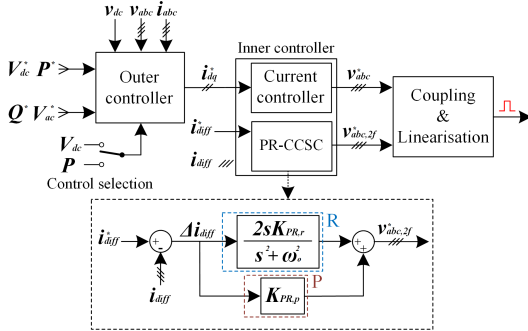 v_dc v_abc i_abc
Inner controller
V*_dc P*
Q* V*_ac
Outer controller
i*_dq
Current controller
v*_abc
Coupling & Linearisation
i*_diff
i_diff
PR-CCSC
v*_abc,2f
V_dc
P
Control selection
i*_diff
-
Δi_diff
2sK_PR,r
s²+ω²_o
R
+
+
v*_abc,2f
i_diff
K_PR,p
P